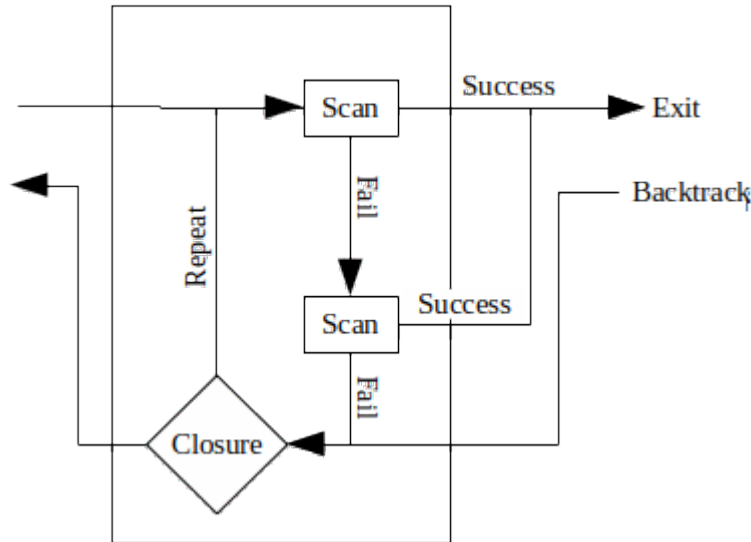 Success
Scan
Exit
Fail
Backtrack
Repeat
Success
Scan
Fail
Closure